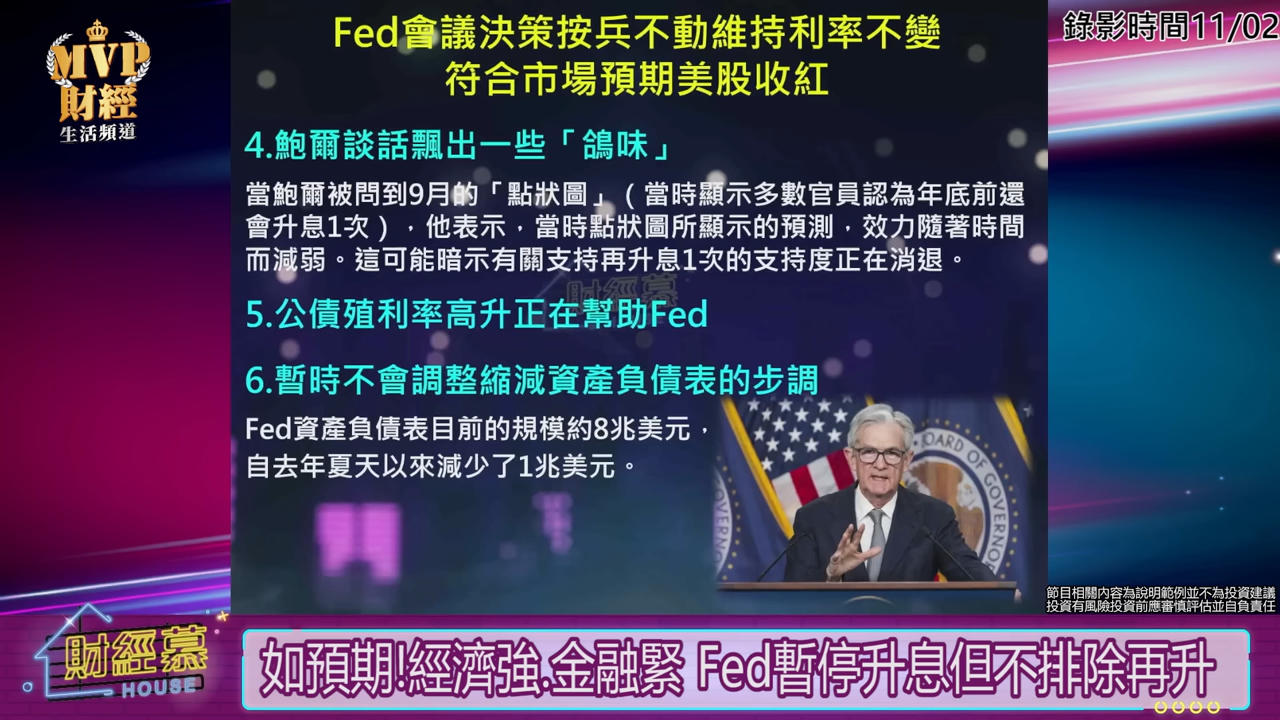 MVP
財經
生活頻道
錄影時間11/02
Fed會議決策按兵不動維持利率不變
符合市場預期美股收紅
4.鮑爾談話飄出一些「鴿味」
當鮑爾被問到9月的「點狀圖」（當時顯示多數官員認為年底前還
會升息1次），他表示，當時點狀圖所顯示的預測，效力隨著時間
而減弱。這可能暗示有關支持再升息1次的支持度正在消退。
財經慕
5.公債殖利率高升正在幫助Fed
6.暫時不會調整縮減資產負債表的步調
Fed資產負債表目前的規模約8兆美元，
自去年夏天以來減少了1兆美元。
BOARD OF GOVERNORS
節目相關內容為說明範例並不為投資建議
投資有風險投資前應審慎評估並自負責任
財經慕
HOUSE
如預期!經濟強.金融緊 Fed暫停升息但不排除再升